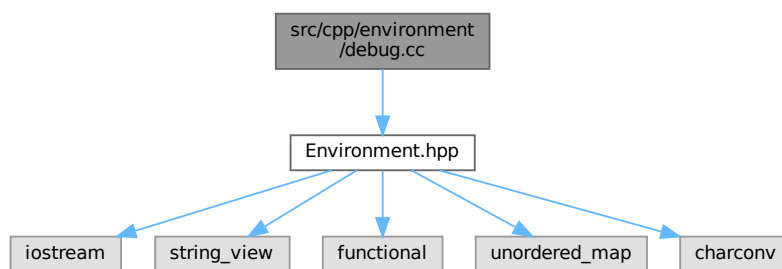 src/cpp/environment
/debug.cc
Environment.hpp
iostream
string_view
functional
unordered_map
charconv